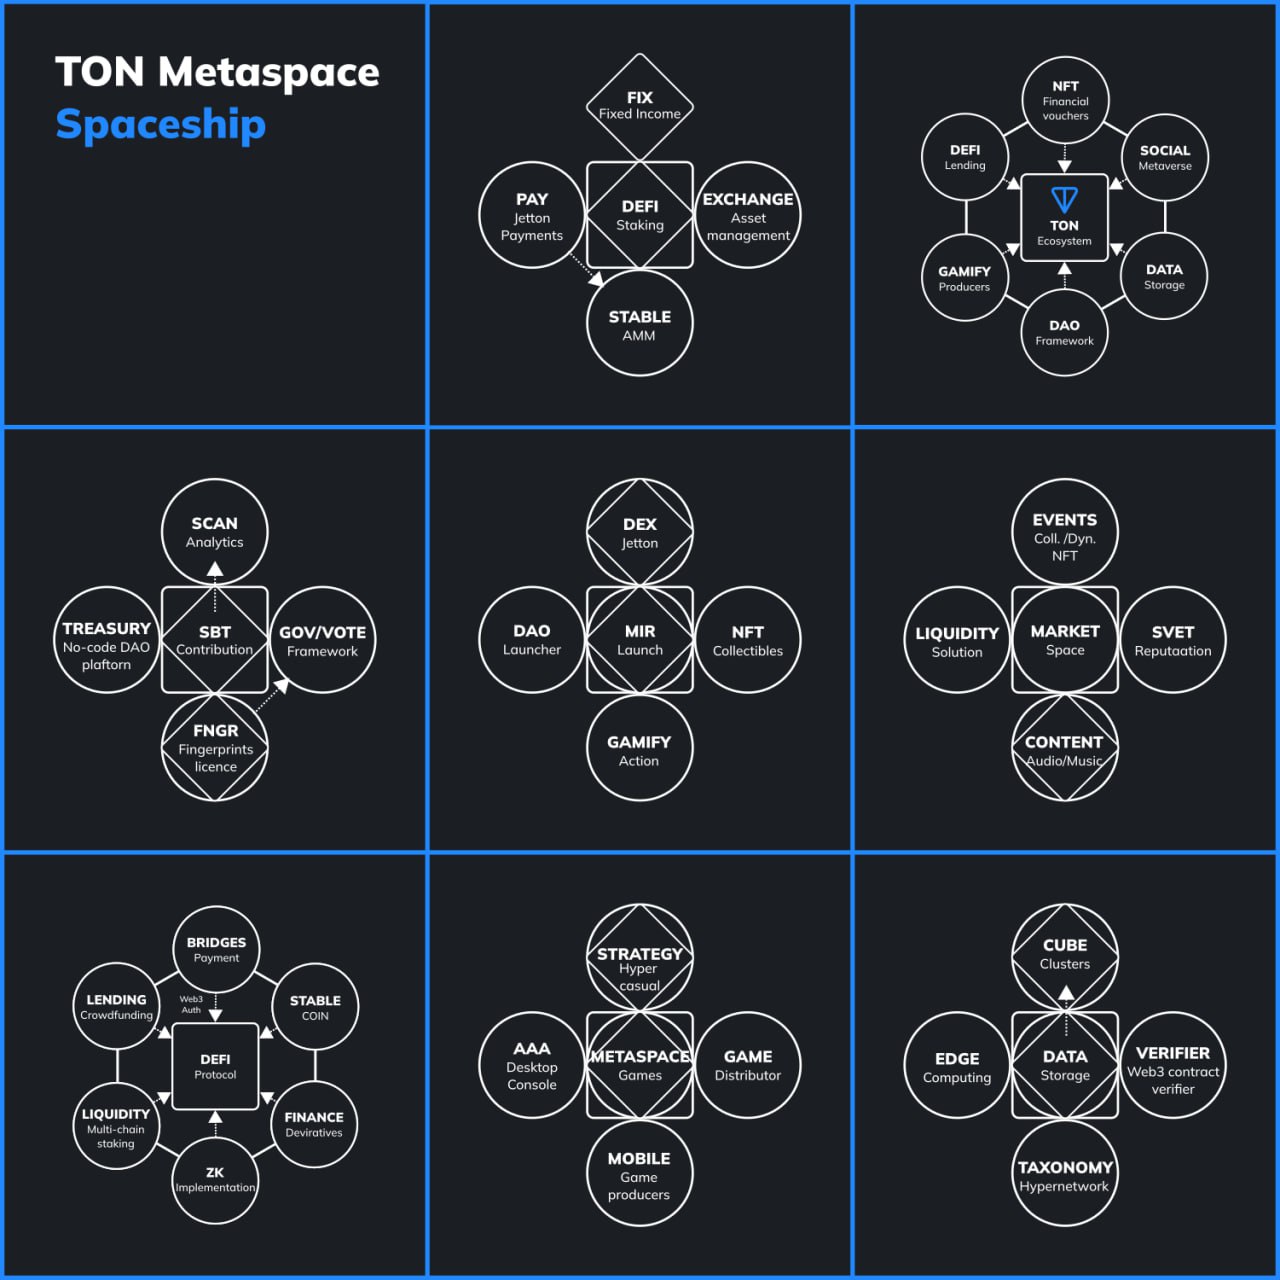 TON Metaspace
Spaceship
FIX
Fixed Income
PAY
Jetton
Payments
DEFI
Staking
EXCHANGE
Asset
management
STABLE
AMM
NFT
Financial
vouchers
DEFI
Lending
SOCIAL
Metaverse
TON
Ecosystem
GAMIFY
Producers
DATA
Storage
DAO
Framework
SCAN
Analytics
TREASURY
No-code DAO
plaftorn
SBT
Contribution
GOV/VOTE
Framework
FNGR
Fingerprints
licence
DEX
Jetton
DAO
Launcher
MIR
Launch
NFT
Collectibles
GAMIFY
Action
EVENTS
Coll. /Dyn.
NFT
LIQUIDITY
Solution
MARKET
Space
SVET
Reputaation
CONTENT
Audio/Music
BRIDGES
Payment
LENDING
Crowdfunding
Web3
Auth
STABLE
COIN
DEFI
Protocol
LIQUIDITY
Multi-chain
staking
FINANCE
Deviratives
ZK
Implementation
STRATEGY
Hyper
casual
AAA
Desktop
Console
METASPACE
Games
GAME
Distributor
MOBILE
Game
producers
CUBE
Clusters
EDGE
Computing
DATA
Storage
VERIFIER
Web3 contract
verifier
TAXONOMY
Hypernetwork